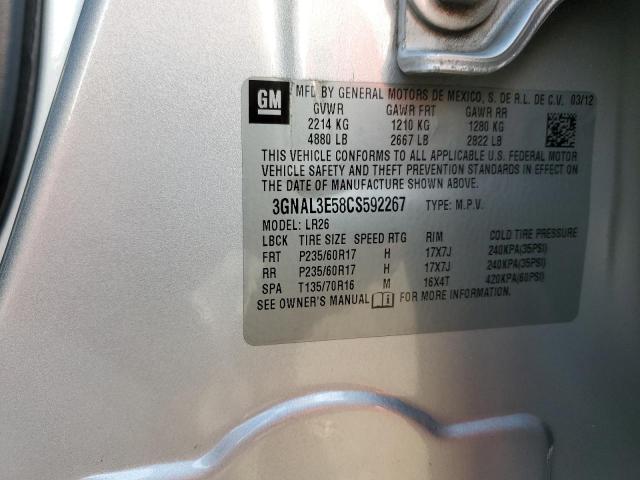 GM
MFD BY GENERAL MOTORS DE MEXICO, S. DE R.L. DE C.V. 03/12
GVWR GAWR FRT GAWR RR
2214 KG 1210 KG 1280 KG
4880 LB 2667 LB 2822 LB
THIS VEHICLE CONFORMS TO ALL APPLICABLE U.S. FEDERAL MOTOR
VEHICLE SAFETY AND THEFT PREVENTION STANDARDS IN EFFECT ON
THE DATE OF MANUFACTURE SHOWN ABOVE.
3GNAL3E58CS592267 TYPE: M.P.V.
MODEL: LR26
LBCK TIRE SIZE SPEED RTG RIM COLD TIRE PRESSURE
FRT P235/60R17 H 17X7J 240KPA(35PSI)
RR P235/60R17 H 17X7J 240KPA(35PSI)
SPA T135/70R16 M 16X4T 420KPA(60PSI)
SEE OWNER'S MANUAL i FOR MORE INFORMATION.